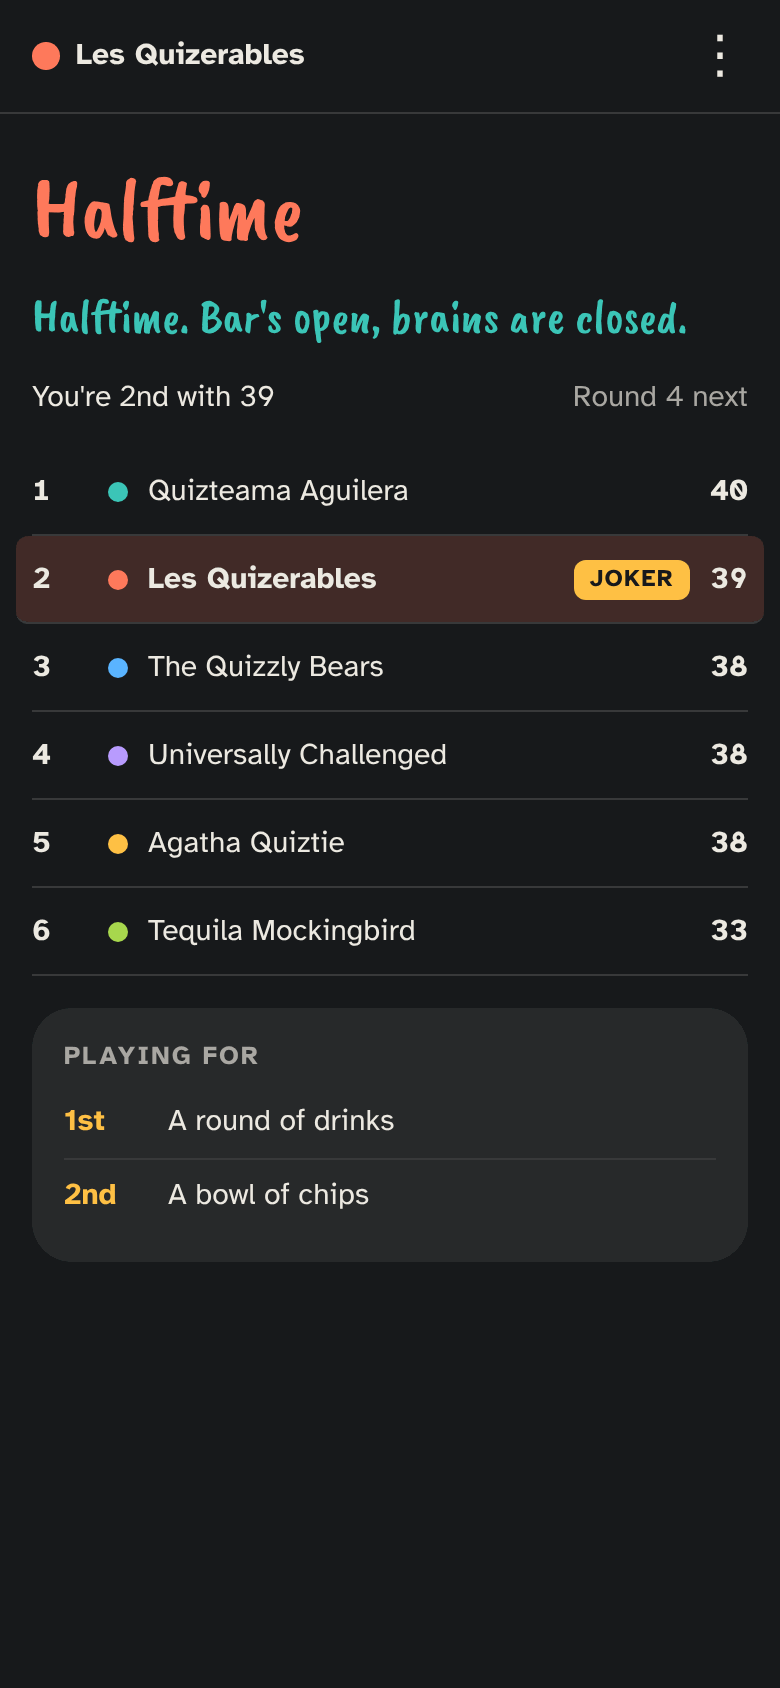 Les Quizerables
Halftime
Halftime. Bar's open, brains are closed.
You're 2nd with 39 Round 4 next
1 Quizteama Aguilera 40
2 Les Quizerables JOKER 39
3 The Quizzly Bears 38
4 Universally Challenged 38
5 Agatha Quiztie 38
6 Tequila Mockingbird 33
PLAYING FOR
1st A round of drinks
2nd A bowl of chips